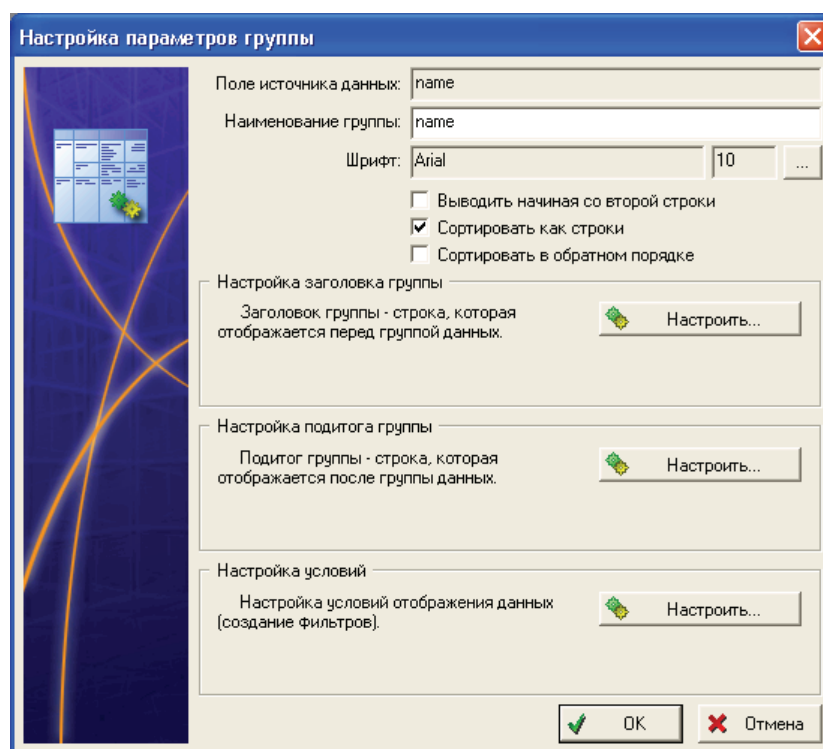 Настройка параметров группы
Поле источника данных: name
Наименование группы: name
Шрифт: Arial 10 ...
Выводить начиная со второй строки
Сортировать как строки
Сортировать в обратном порядке
Настройка заголовка группы
Заголовок группы - строка, которая
отображается перед группой данных.
Настроить...
Настройка подитога группы
Подитог группы - строка, которая
отображается после группы данных.
Настроить...
Настройка условий
Настройка условий отображения данных
(создание фильтров).
Настроить...
OK Отмена